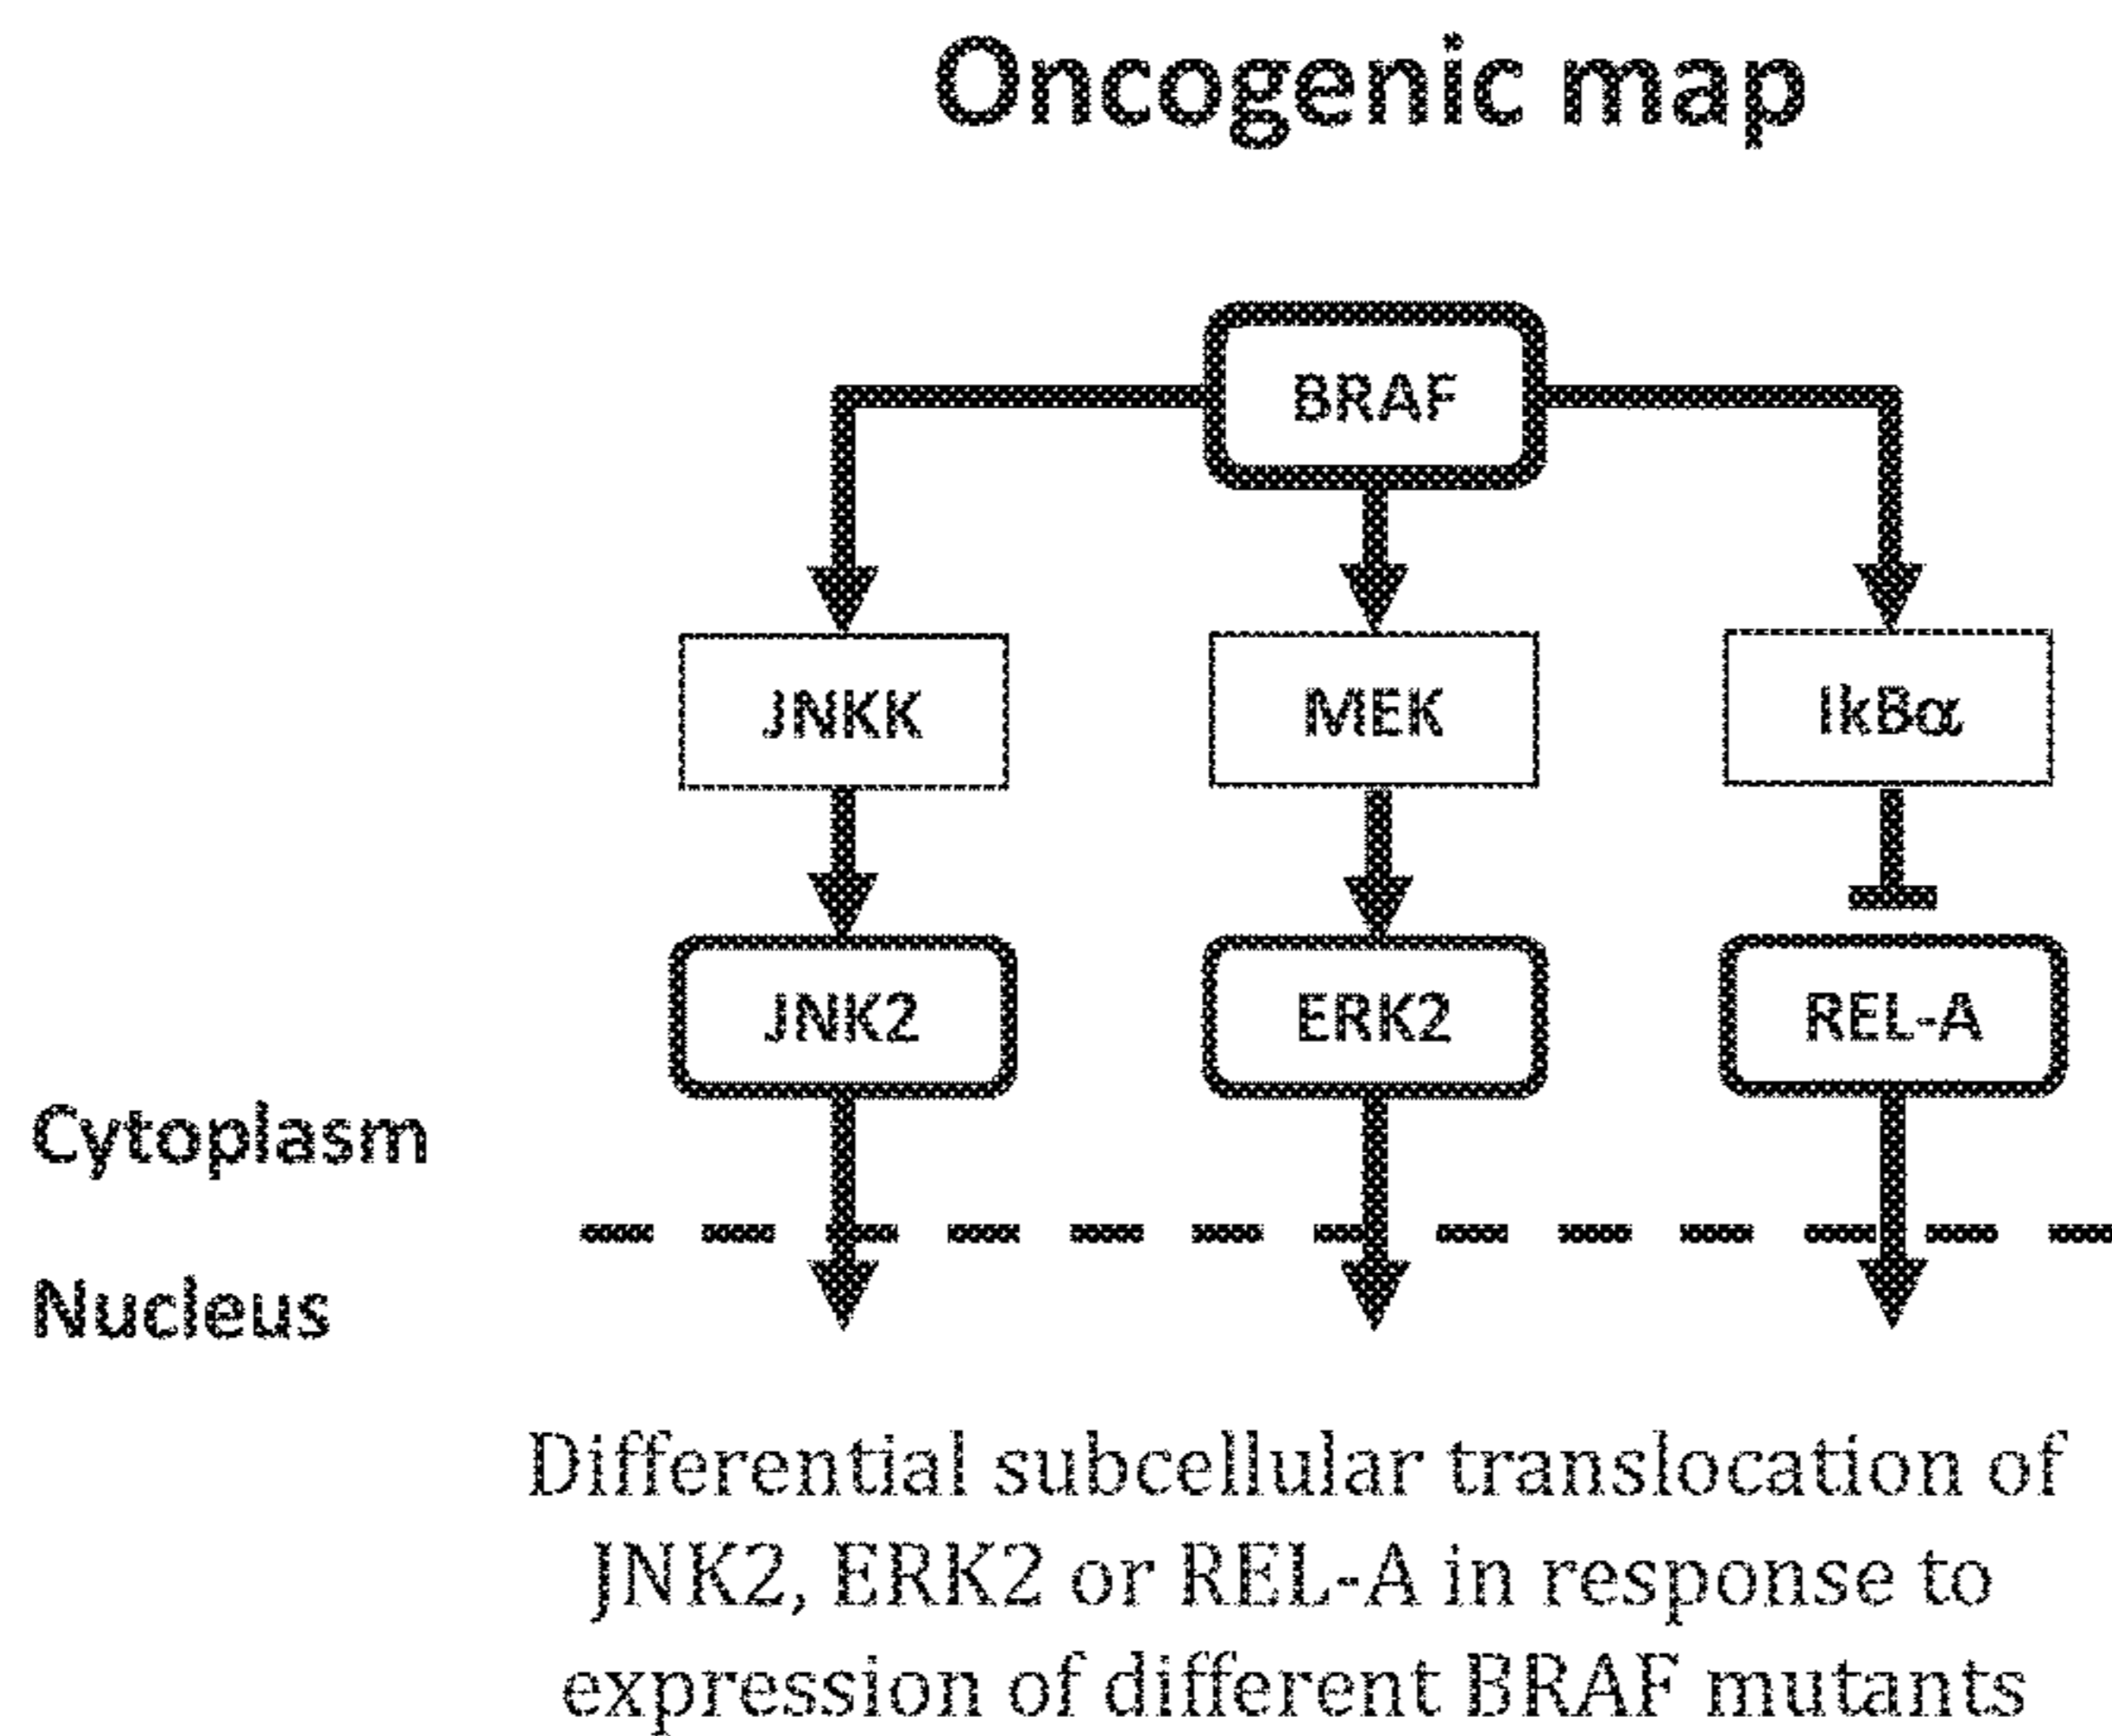 Oncogenic map
BRAF
JNKK
MEK
IkBα
JNK2
ERK2
REL-A
Cytoplasm
Nucleus
Differential subcellular translocation of
JNK2, ERK2 or REL-A in response to
expression of different BRAF mutants